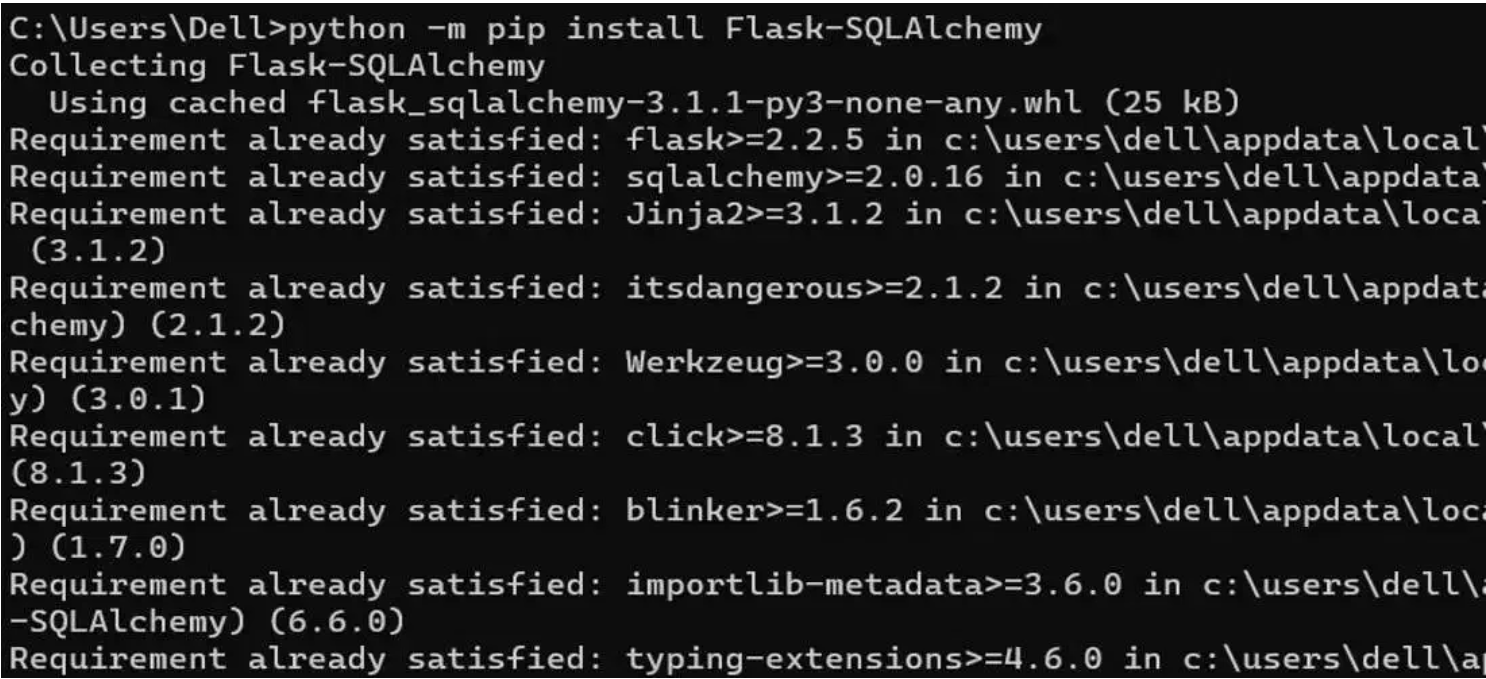 C:\Users\Dell>python -m pip install Flask-SQLAlchemy
Collecting Flask-SQLAlchemy
  Using cached flask_sqlalchemy-3.1.1-py3-none-any.whl (25 kB)
Requirement already satisfied: flask>=2.2.5 in c:\users\dell\appdata\local\
Requirement already satisfied: sqlalchemy>=2.0.16 in c:\users\dell\appdata\
Requirement already satisfied: Jinja2>=3.1.2 in c:\users\dell\appdata\local
 (3.1.2)
Requirement already satisfied: itsdangerous>=2.1.2 in c:\users\dell\appdata
chemy) (2.1.2)
Requirement already satisfied: Werkzeug>=3.0.0 in c:\users\dell\appdata\loc
y) (3.0.1)
Requirement already satisfied: click>=8.1.3 in c:\users\dell\appdata\local\
(8.1.3)
Requirement already satisfied: blinker>=1.6.2 in c:\users\dell\appdata\loca
) (1.7.0)
Requirement already satisfied: importlib-metadata>=3.6.0 in c:\users\dell\a
-SQLAlchemy) (6.6.0)
Requirement already satisfied: typing-extensions>=4.6.0 in c:\users\dell\ap